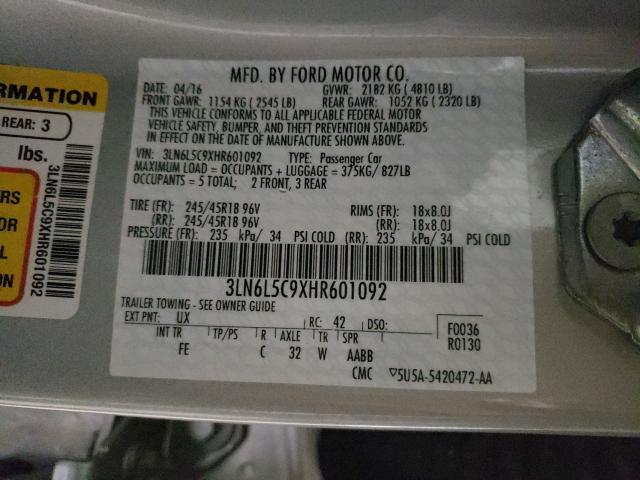 MFD. BY FORD MOTOR CO.
DATE: 04/16 GVWR: 2182 KG ( 4810 LB)
FRONT GAWR: 1154 KG ( 2545 LB) REAR GAWR: 1052 KG ( 2320 LB)
THIS VEHICLE CONFORMS TO ALL APPLICABLE FEDERAL MOTOR
VEHICLE SAFETY, BUMPER, AND THEFT PREVENTION STANDARDS
IN EFFECT ON THE DATE OF MANUFACTURE SHOWN ABOVE.
VIN: 3LN6L5C9XHR601092 TYPE: Passenger Car
MAXIMUM LOAD = OCCUPANTS + LUGGAGE = 375KG/ 827LB
OCCUPANTS = 5 TOTAL; 2 FRONT, 3 REAR
TIRE (FR): 245/45R18 96V RIMS (FR): 18x8.0J
(RR): 245/45R18 96V (RR): 18x8.0J
PRESSURE (FR): 235 kPa/ 34 PSI COLD (RR): 235 kPa/ 34 PSI COLD
3LN6L5C9XHR601092
TRAILER TOWING - SEE OWNER GUIDE
EXT PNT: UX RC: 42 DSO: F0036
INT TR TP/PS R AXLE TR SPR R0130
FE C 32 W AABB
CMC ▽5U5A-5420472-AA
ORMATION
REAR: 3
lbs.
3LN6L5C9XHR601092
ERS
OR
L
ON